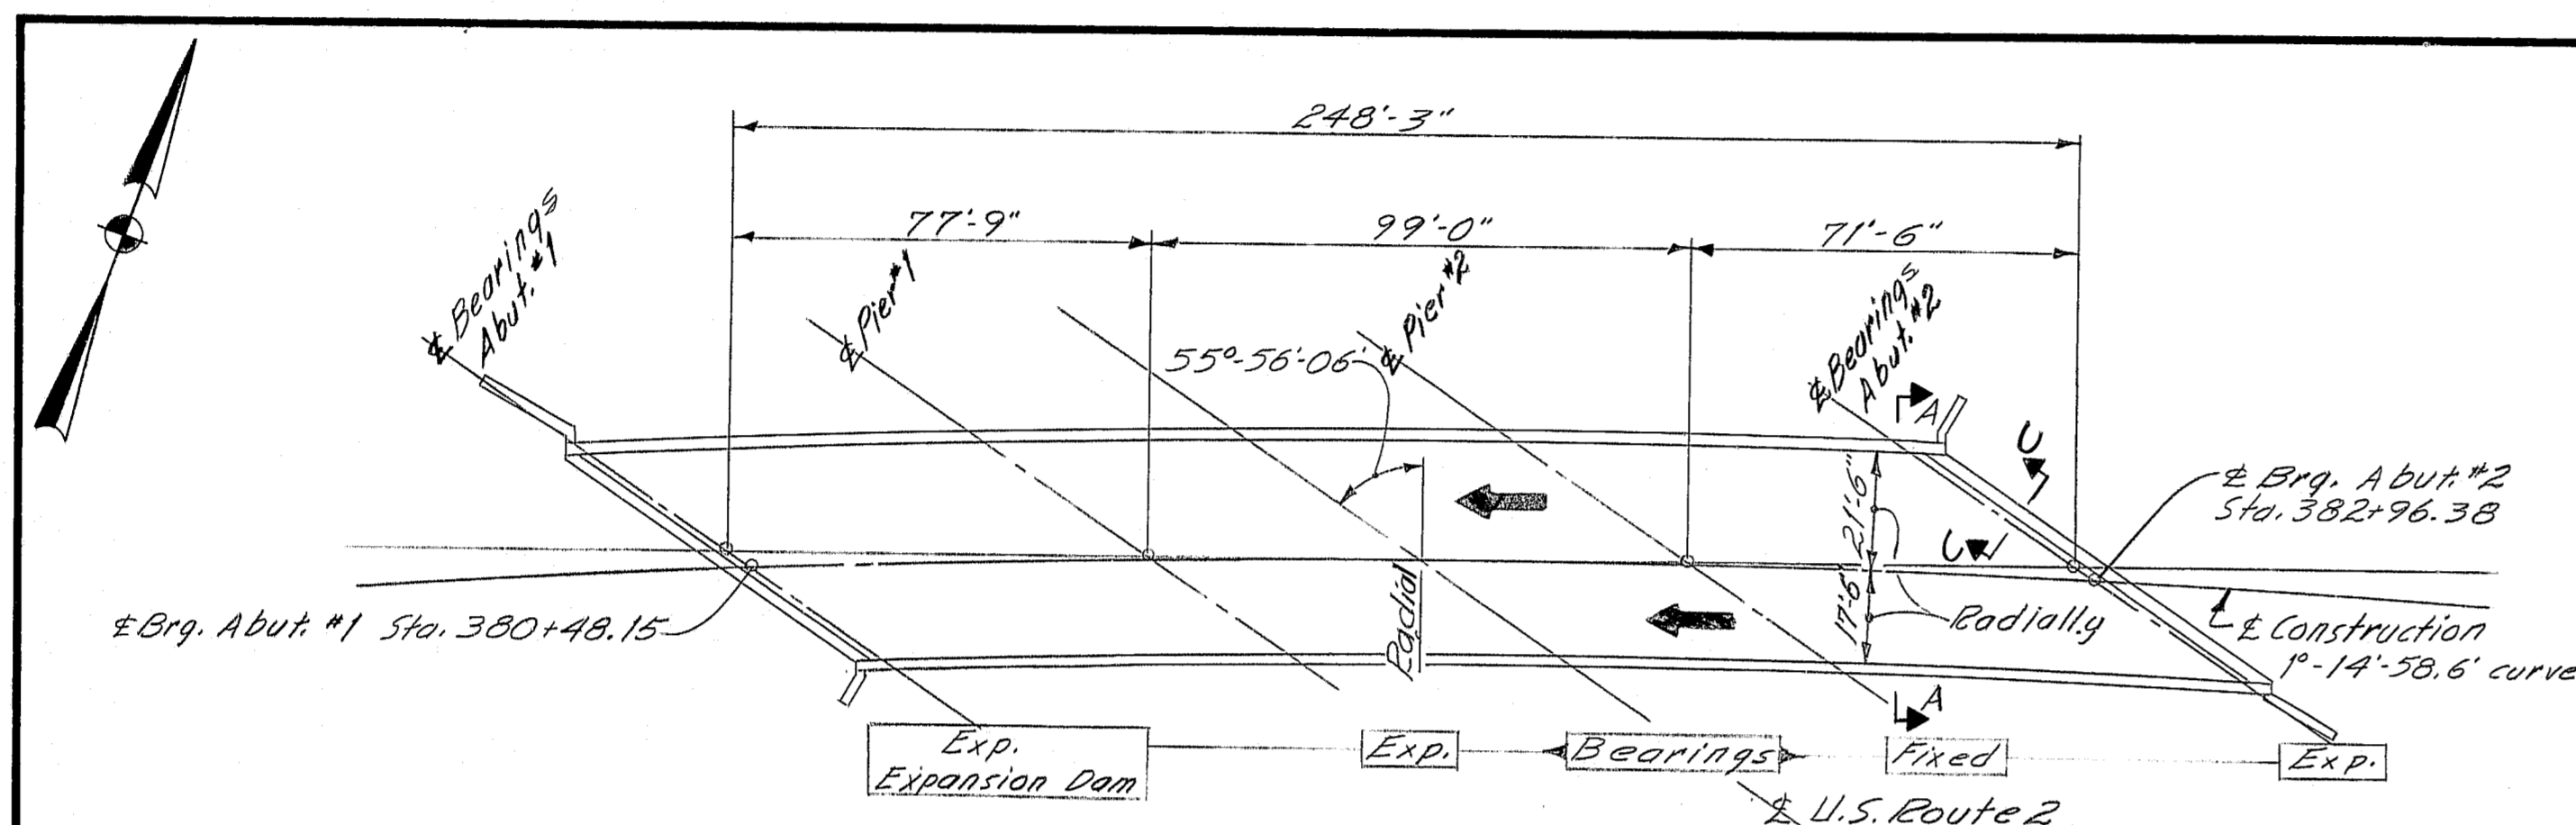 248'-3"
77'-9"
99'-0"
71'-6"
℄ Bearings
Abut. #1
℄ Pier #1
55°-56'-06'
℄ Pier #2
℄ Bearings
Abut. #2
A
C
℄ Brg. Abut. #2
Sta. 382+96.38
21'-6"
C
17'-6"
Radial
Radially
℄ Brg. Abut. #1 Sta. 380+48.15
℄ Construction
1°-14'-58.6' curve
A
Exp.
Expansion Dam
Exp.
Bearings
Fixed
Exp.
℄ U.S. Route 2